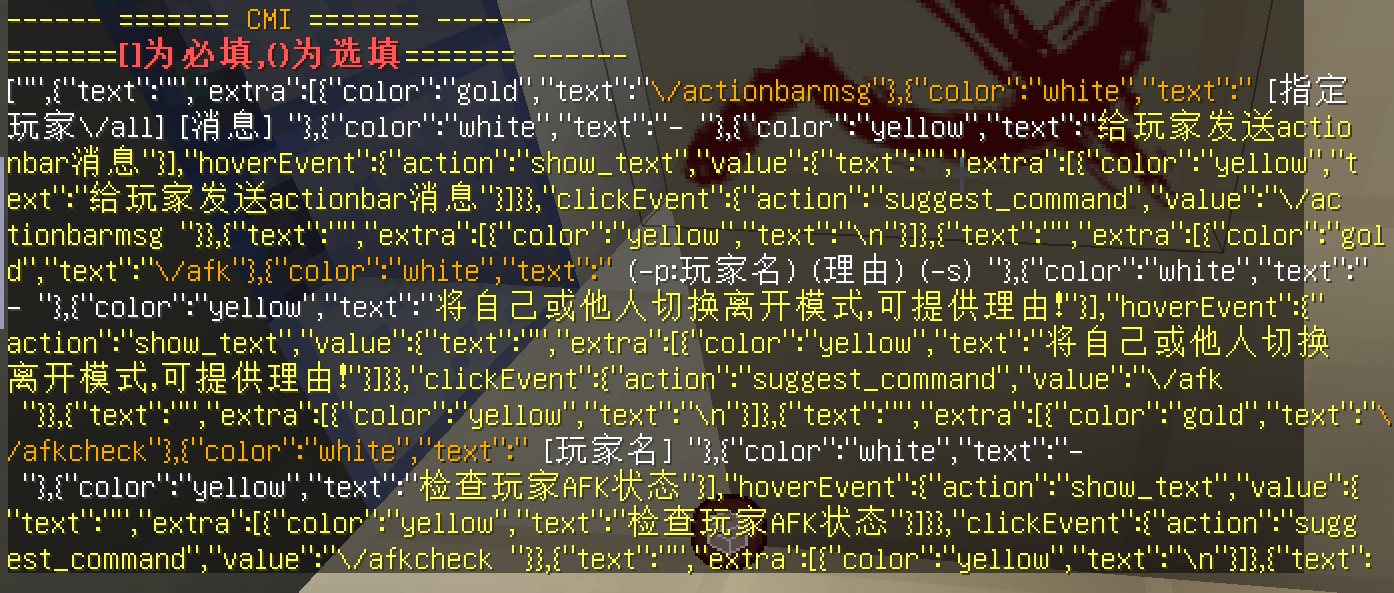 ------ ======= CMI ======= ------
=======[]为必填,()为选填======= ------
["",{"text":"","extra":[{"color":"gold","text":"\/actionbarmsg"},{"color":"white","text":" [指定
玩家\/all] [消息] "},{"color":"white","text":"- "},{"color":"yellow","text":"给玩家发送actio
nbar消息"}],"hoverEvent":{"action":"show_text","value":{"text":"","extra":[{"color":"yellow","t
ext":"给玩家发送actionbar消息"}]}},"clickEvent":{"action":"suggest_command","value":"\/ac
tionbarmsg "}},{"text":"","extra":[{"color":"yellow","text":"\n"}]},{"text":"","extra":[{"color":"gol
d","text":"\/afk"},{"color":"white","text":" (-p:玩家名) (理由) (-s) "},{"color":"white","text":"
- "},{"color":"yellow","text":"将自己或他人切换离开模式,可提供理由!"}],"hoverEvent":{"
action":"show_text","value":{"text":"","extra":[{"color":"yellow","text":"将自己或他人切换
离开模式,可提供理由!"}]}},"clickEvent":{"action":"suggest_command","value":"\/afk
"}},{"text":"","extra":[{"color":"yellow","text":"\n"}]},{"text":"","extra":[{"color":"gold","text":"\
/afkcheck"},{"color":"white","text":" [玩家名] "},{"color":"white","text":"-
"},{"color":"yellow","text":"检查玩家AFK状态"}],"hoverEvent":{"action":"show_text","value":{
"text":"","extra":[{"color":"yellow","text":"检查玩家AFK状态"}]}},"clickEvent":{"action":"sugg
est_command","value":"\/afkcheck "}},{"text":"","extra":[{"color":"yellow","text":"\n"}]},{"text":